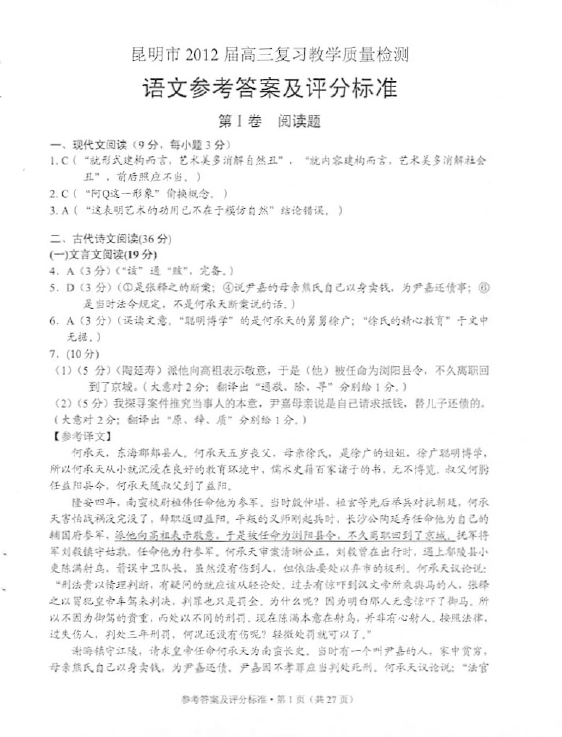 昆明市 2012 届高三复习教学质量检测
语文参考答案及评分标准
第Ⅰ卷 阅读题
一、现代文阅读（9 分，每小题 3 分）
1. C（“就形式建构而言，艺术美多消解自然丑”，“就内容建构而言，艺术美多消解社会
丑”，前后照应不当。）
2. C（“阿Q这一形象”偷换概念。）
3. A（“这表明艺术的功用已不在于模仿自然”结论错误。）
二、古代诗文阅读(36 分)
(一)文言文阅读(19 分)
4. A（3 分）（“该”通“赅”，完备。）
5. D（3 分）（①是张释之的断案；④说尹嘉的母亲熊氏自己以身卖钱，为尹嘉还债事；⑥
是当时法令规定，不是何承天断案说的话。）
6. A（3 分）（误读文意。“聪明博学”的是何承天的舅舅徐广；“徐氏的精心教育”于文中
无据。）
7.（10 分）
（1）（5 分）（陶延寿）派他向高祖表示敬意，于是（他）被任命为浏阳县令，不久离职回
到了京城。（大意对 2 分；翻译出“通敬、除、寻”分别给 1 分。）
（2）（5 分）我探寻案件推究当事人的本意，尹嘉母亲说是自己请求抵钱，替儿子还债的。
（大意对 2 分；翻译出“原、称、质”分别给 1 分。）
【参考译文】
何承天，东海郯郡县人。何承天五岁丧父，母亲徐氏，是徐广的姐姐，徐广聪明博学，
所以何承天从小就沉浸在良好的教育环境中，儒术史籍百家诸子的书，无不博览，叔父何肹
任益阳县令，何承天随叔父到了益阳。
隆安四年，南蛮校尉桓伟任命他为参军。当时殷仲堪、桓玄等先后举兵对抗朝廷，何承
天害怕战祸没完没了，辞职返回益阳。平叛的义师刚起兵时，长沙公陶延寿任命他为自己的
辅国府参军，派他向高祖表示敬意，于是被任命为浏阳县令，不久离职回到了京城。抚军将
军刘毅镇守姑孰，任命他为行参军。何承天审案清晰公正，刘毅曾在出行时，遇上鄢陵县小
吏陈满射鸟，箭误中卫队长，虽然没有伤到人，但依法要处以弃市的极刑。何承天议论说：
“刑法贵以情理判断，有疑问的就应该从轻论处，过去有惊吓到汉文帝所乘舆马的人，张释
之以冒犯皇帝车驾来判决，判罪也只是罚金。为什么呢？因为明白那人无意惊吓了御马。所
以不因为御驾的贵重，而处以不同的刑罚。现在陈满本意在射鸟，并非有心射人。按照法律，
过失伤人，判处三年刑罚，何况还没有伤呢？轻微处罚就可以了。”
谢晦镇守江陵，请求皇帝任命何承天为南蛮长史。当时有一个叫尹嘉的人，家中贫穷，
母亲熊氏自己以身卖钱，为尹嘉还债。尹嘉因不孝罪应当判处死刑。何承天议论说：“法官
参考答案及评分标准·第 1 页（共 27 页）